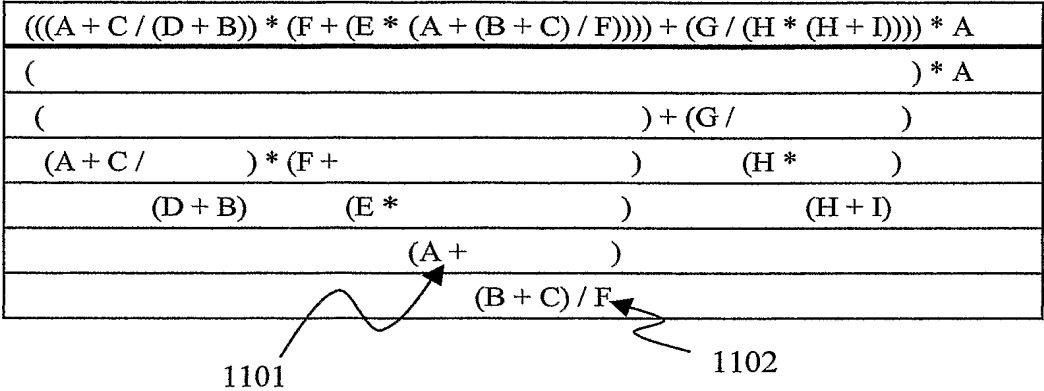 (((A + C / (D + B)) * (F + (E * (A + (B + C) / F)))) + (G / (H * (H + I)))) * A
( ) * A
( ) + (G / )
(A + C / ) * (F + ) (H * )
(D + B) (E * ) (H + I)
(A + )
(B + C) / F
1101 1102